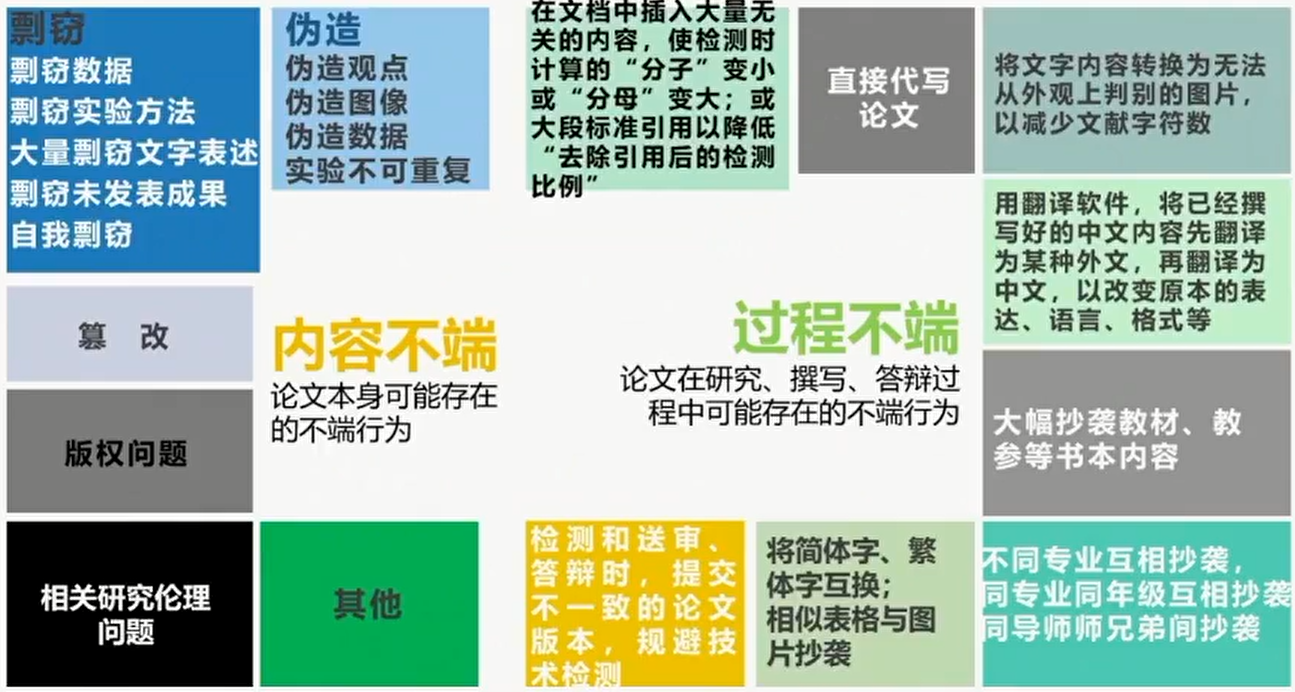 剽窃
剽窃数据
剽窃实验方法
大量剽窃文字表述
剽窃未发表成果
自我剽窃
伪造
伪造观点
伪造图像
伪造数据
实验不可重复
在文档中插入大量无
关的内容，使检测时
计算的“分子”变小
或“分母”变大；或
大段标准引用以降低
“去除引用后的检测
比例”
直接代写
论文
将文字内容转换为无法
从外观上判别的图片，
以减少文献字符数
用翻译软件，将已经撰
写好的中文内容先翻译
为某种外文，再翻译为
中文，以改变原本的表
达、语言、格式等
篡 改
内容不端
论文本身可能存在
的不端行为
过程不端
论文在研究、撰写、答辩过
程中可能存在的不端行为
版权问题
大幅抄袭教材、教
参等书本内容
相关研究伦理
问题
其他
检测和送审、
答辩时，提交
不一致的论文
版本，规避技
术检测
将简体字、繁
体字互换；
相似表格与图
片抄袭
不同专业互相抄袭，
同专业同年级互相抄袭
同导师师兄弟间抄袭